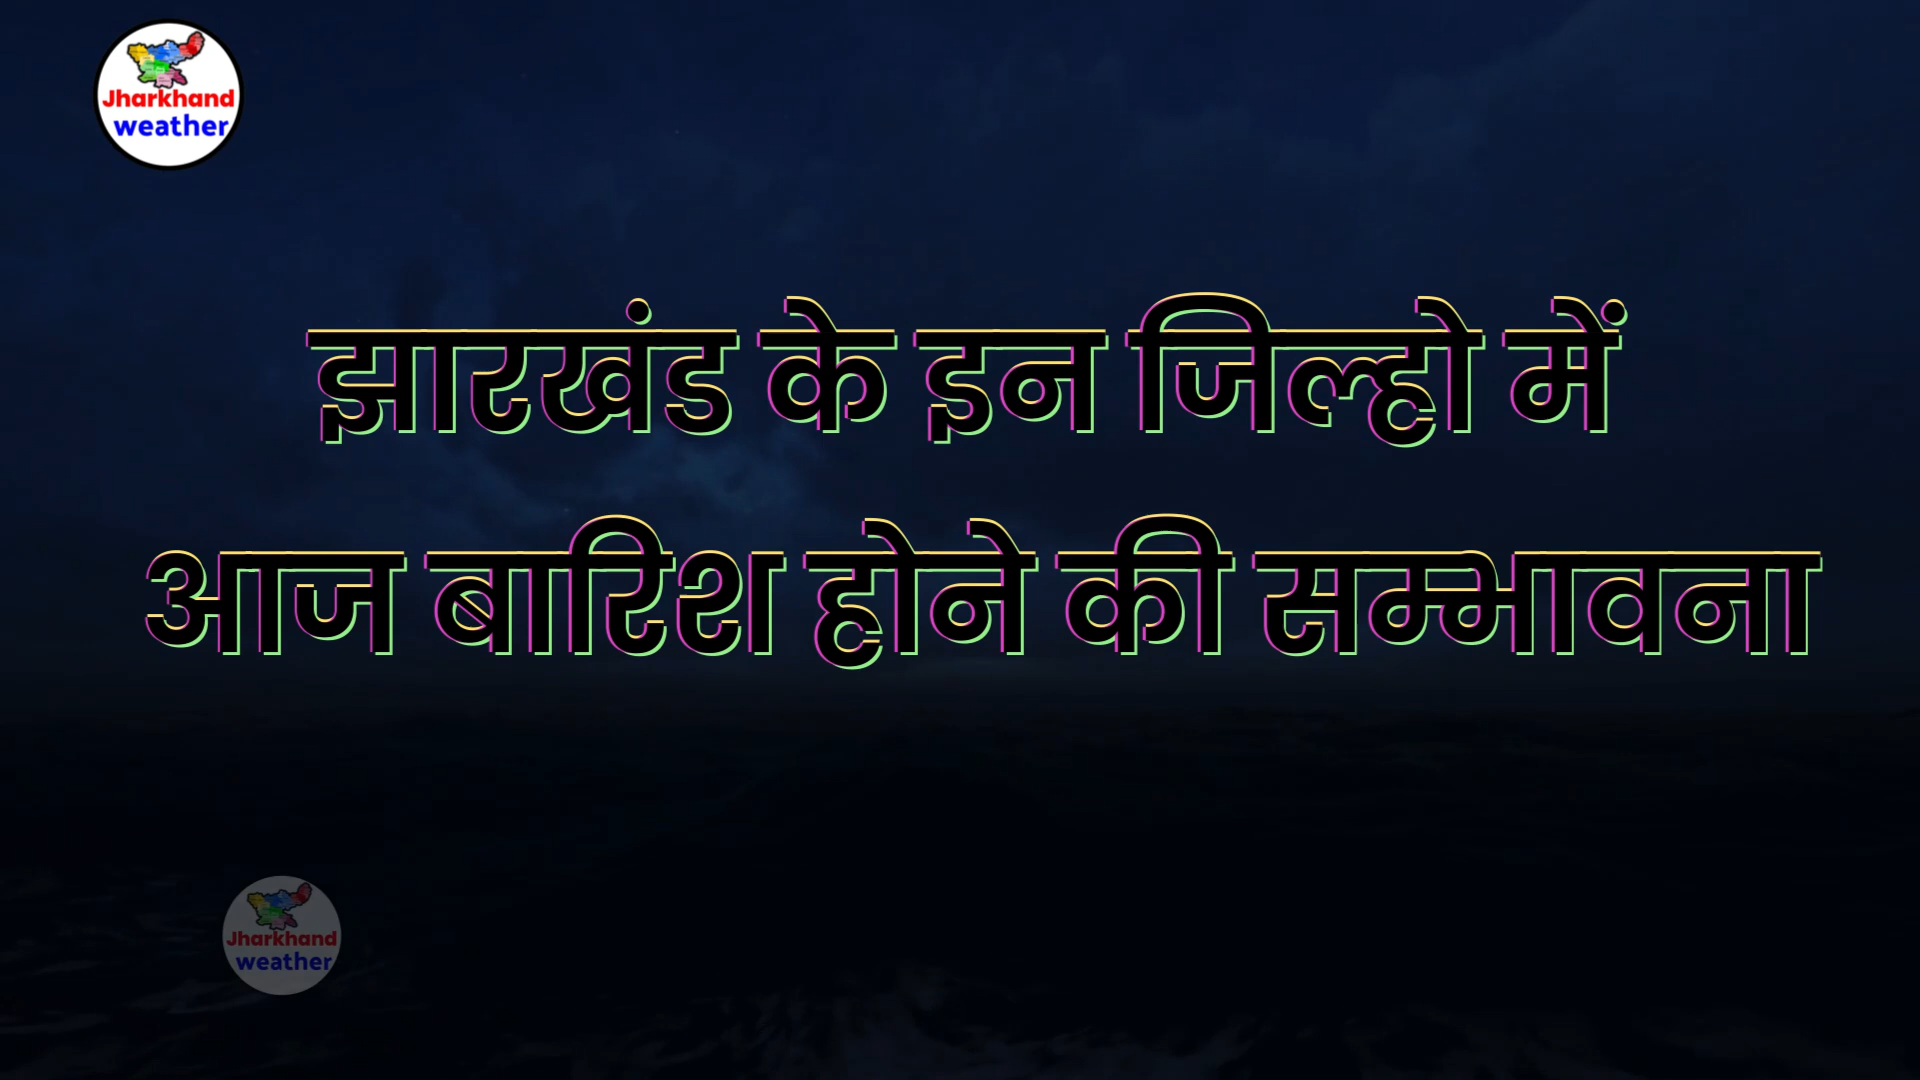 Jharkhand
weather
झारखंड के इन जिल्हो में
आज बारिश होने की सम्भावना
Jharkhand
weather